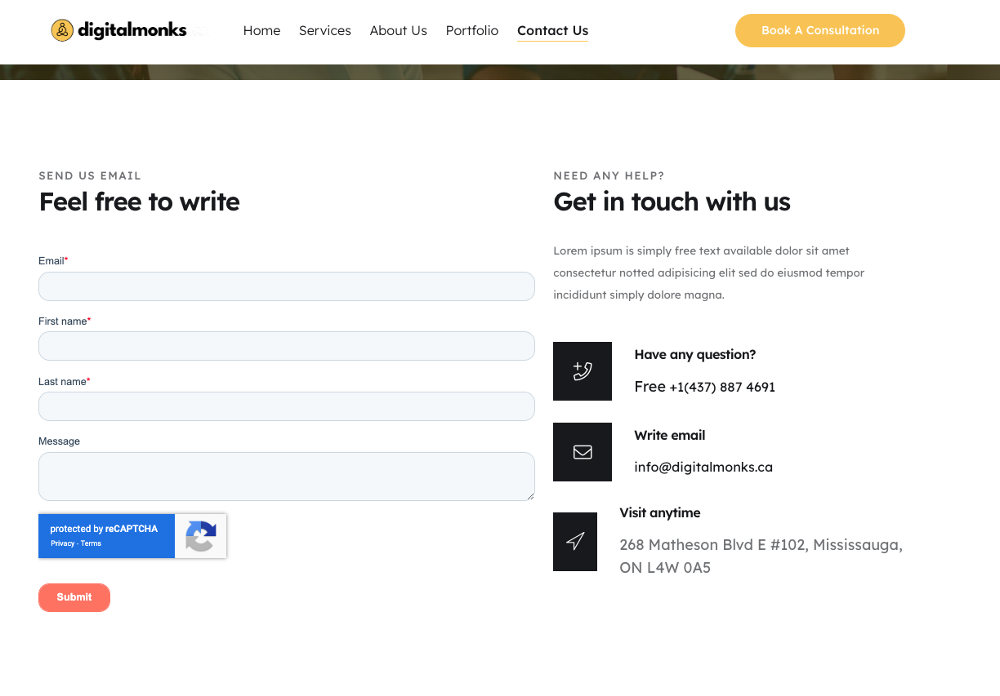 digitalmonks
Home Services About Us Portfolio Contact Us
Book A Consultation
SEND US EMAIL
Feel free to write
Email*
First name*
Last name*
Message
protected by reCAPTCHA
Privacy - Terms
Submit
NEED ANY HELP?
Get in touch with us
Lorem ipsum is simply free text available dolor sit amet
consectetur notted adipisicing elit sed do eiusmod tempor
incididunt simply dolore magna.
Have any question?
Free +1(437) 887 4691
Write email
info@digitalmonks.ca
Visit anytime
268 Matheson Blvd E #102, Mississauga,
ON L4W 0A5